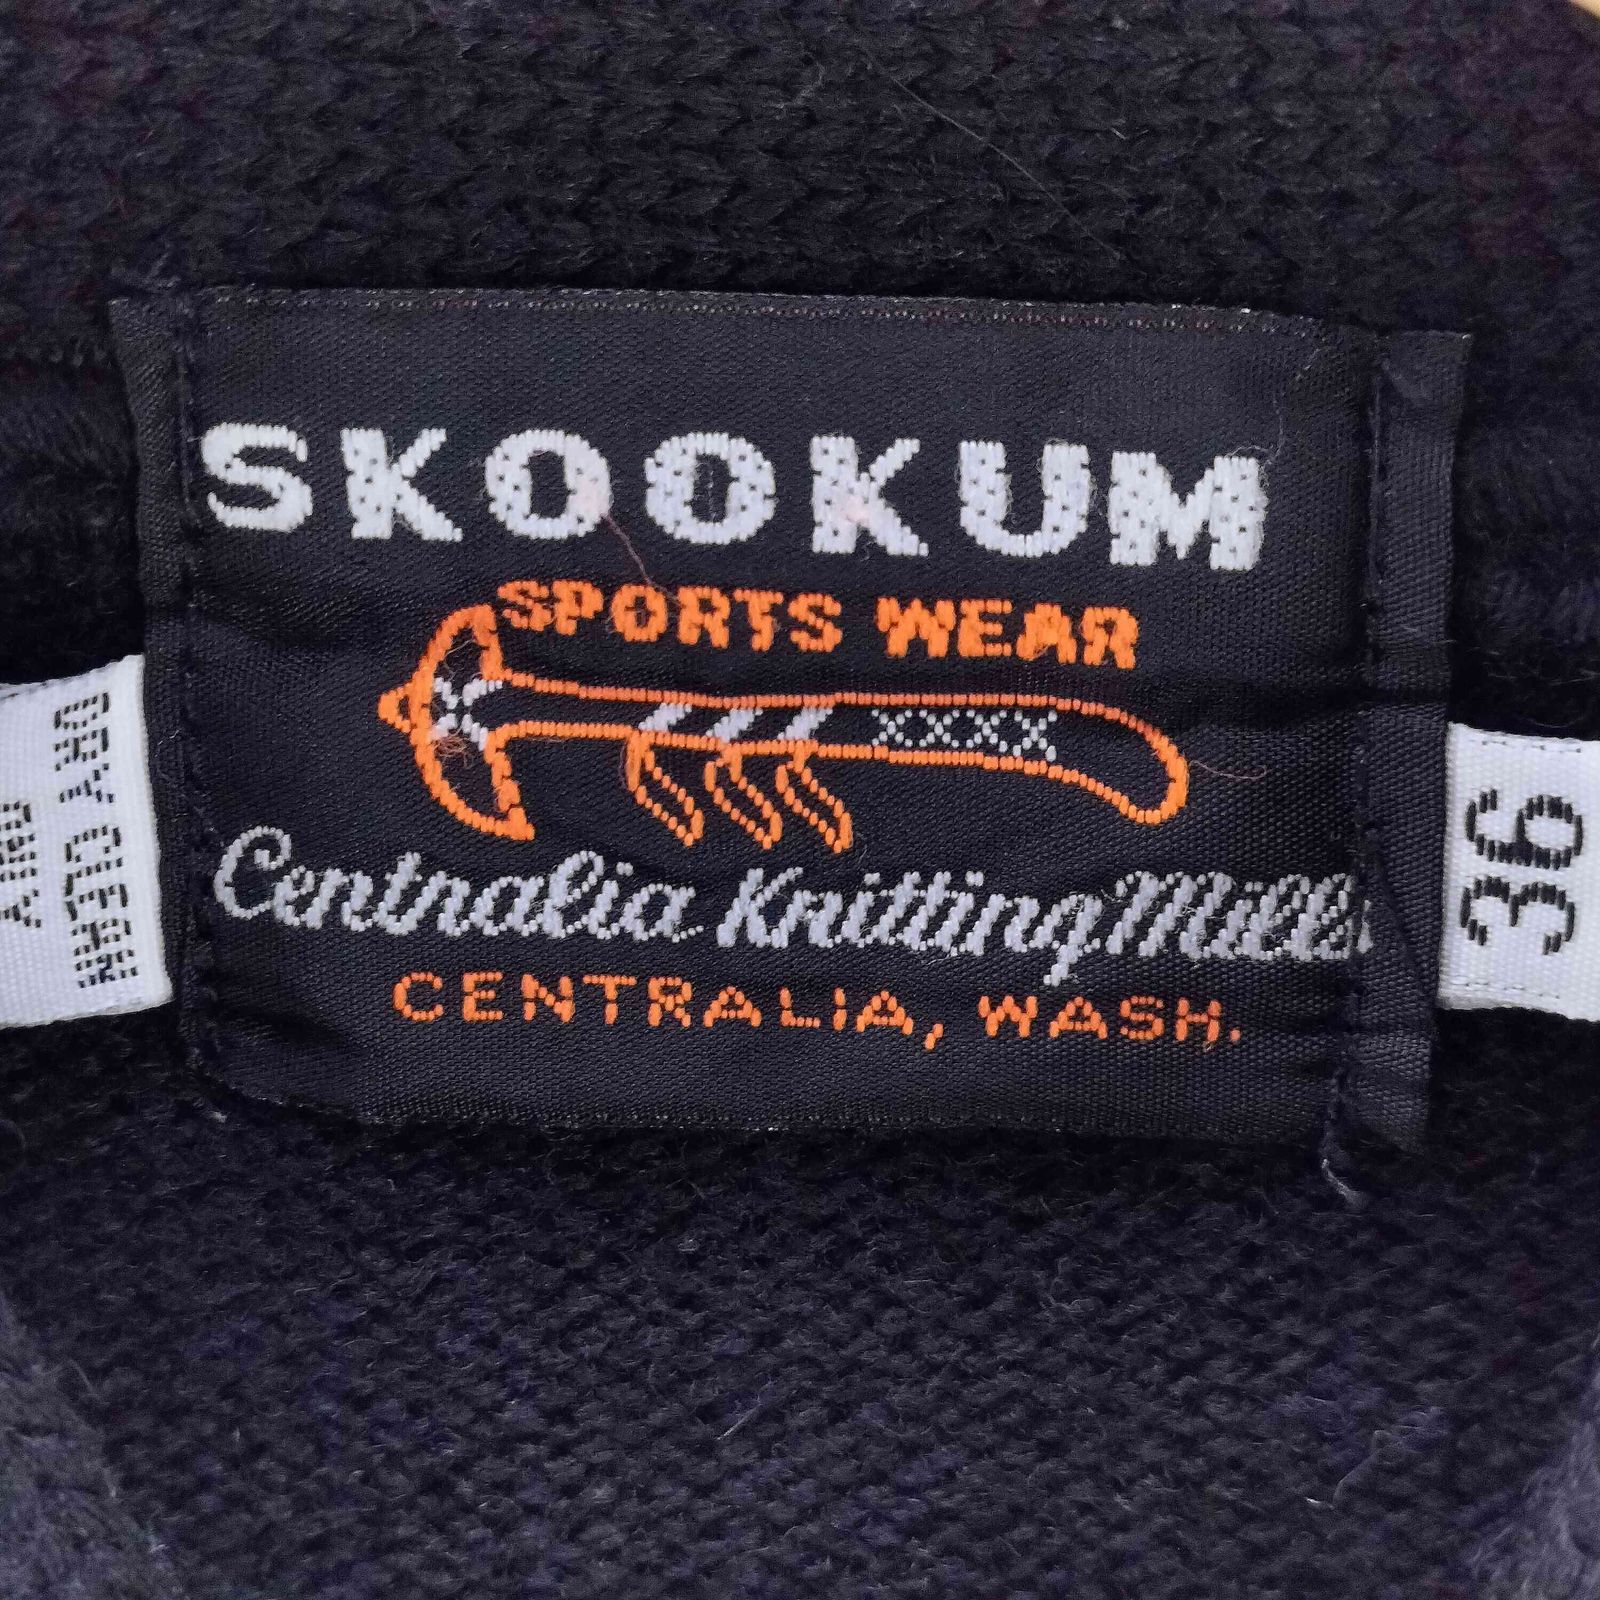 SKOOKUM
SPORTS WEAR
Centralia Knitting Mills
CENTRALIA, WASH.
DRY CLEAN
ONLY
36